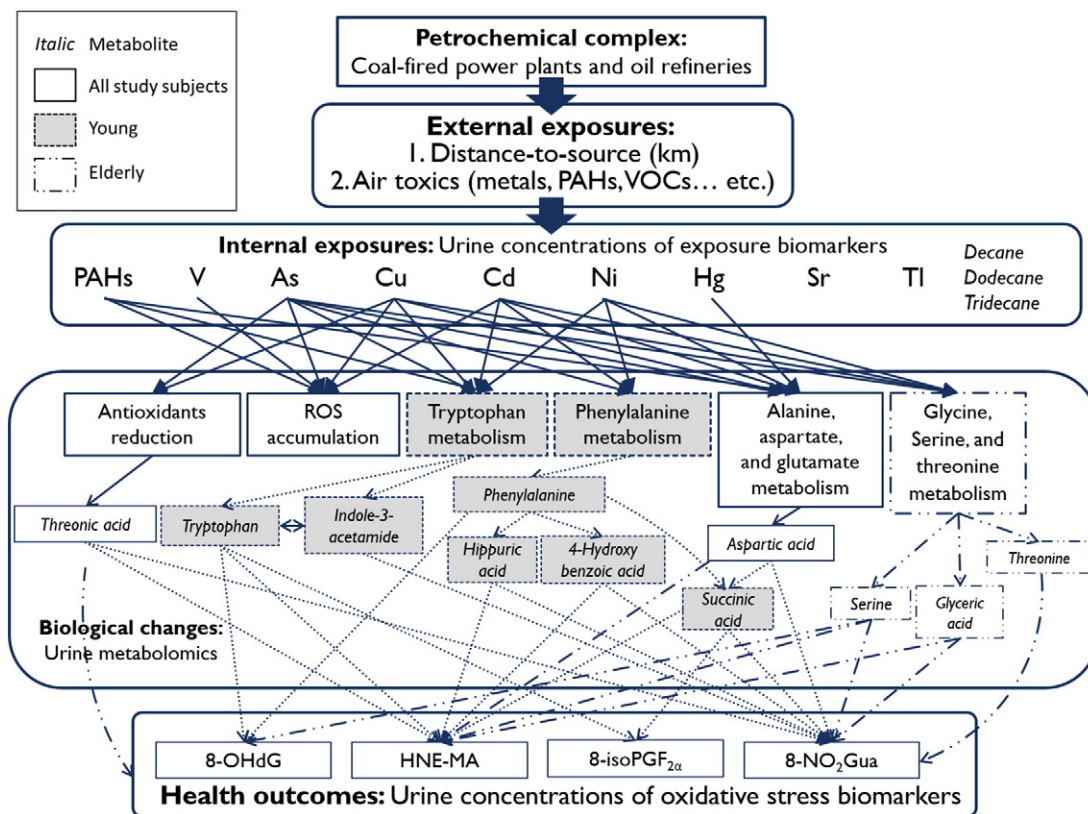 Italic Metabolite
All study subjects
Young
Elderly
Petrochemical complex:
Coal-fired power plants and oil refineries
External exposures:
1. Distance-to-source (km)
2. Air toxics (metals, PAHs, VOCs… etc.)
Internal exposures: Urine concentrations of exposure biomarkers
PAHs V As Cu Cd Ni Hg Sr Tl
Decane
Dodecane
Tridecane
Antioxidants
reduction
ROS
accumulation
Tryptophan
metabolism
Phenylalanine
metabolism
Alanine,
aspartate,
and glutamate
metabolism
Glycine,
Serine, and
threonine
metabolism
Threonic acid
Tryptophan
Indole-3-
acetamide
Phenylalanine
Hippuric
acid
4-Hydroxy
benzoic acid
Aspartic acid
Succinic
acid
Serine
Glyceric
acid
Threonine
Biological changes:
Urine metabolomics
8-OHdG
HNE-MA
8-isoPGF₂α
8-NO₂Gua
Health outcomes: Urine concentrations of oxidative stress biomarkers